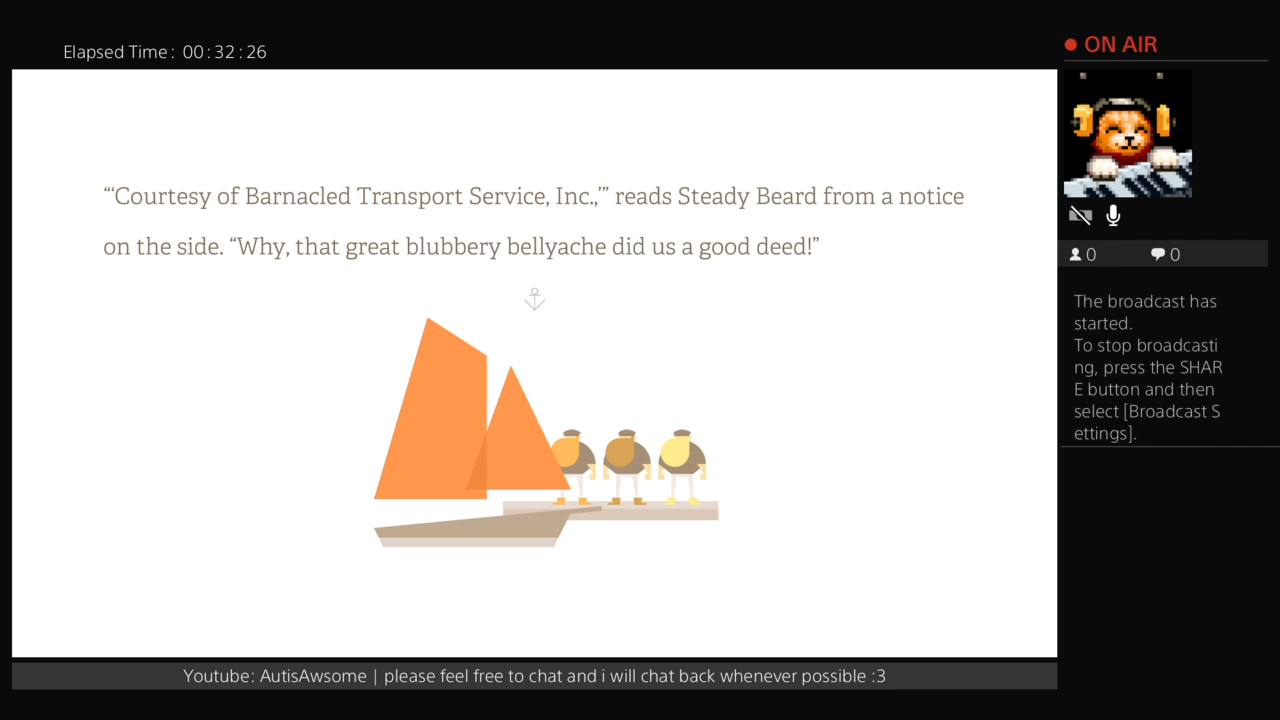 Elapsed Time: 00:32:26
ON AIR
“‘Courtesy of Barnacled Transport Service, Inc.,’” reads Steady Beard from a notice
on the side. “Why, that great blubbery bellyache did us a good deed!”
0 0
The broadcast has
started.
To stop broadcasti
ng, press the SHAR
E button and then
select [Broadcast S
ettings].
Youtube: AutisAwsome | please feel free to chat and i will chat back whenever possible :3